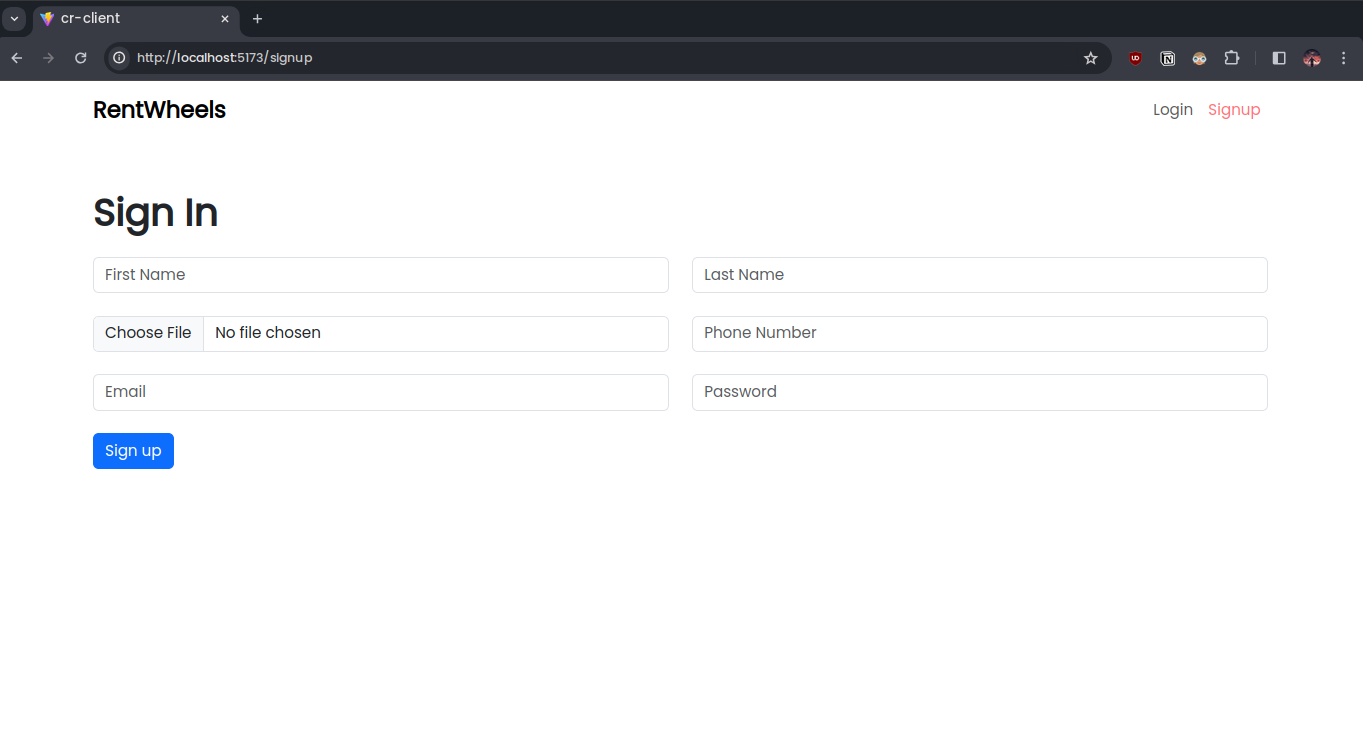 cr-client
http://localhost:5173/signup
RentWheels
Login Signup
Sign In
First Name Last Name
Choose File No file chosen Phone Number
Email Password
Sign up